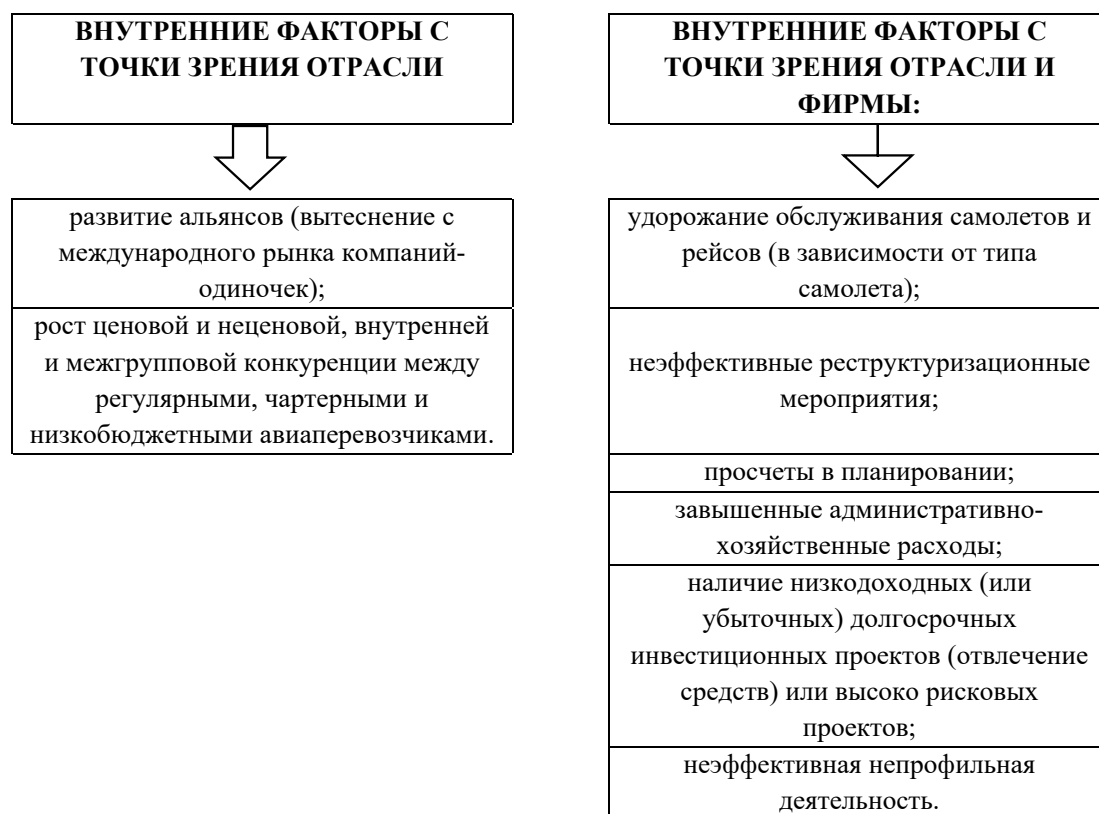 ВНУТРЕННИЕ ФАКТОРЫ С
ТОЧКИ ЗРЕНИЯ ОТРАСЛИ
развитие альянсов (вытеснение с
международного рынка компаний-
одиночек);
рост ценовой и неценовой, внутренней
и межгрупповой конкуренции между
регулярными, чартерными и
низкобюджетными авиаперевозчиками.
ВНУТРЕННИЕ ФАКТОРЫ С
ТОЧКИ ЗРЕНИЯ ОТРАСЛИ И
ФИРМЫ:
удорожание обслуживания самолетов и
рейсов (в зависимости от типа
самолета);
неэффективные реструктуризационные
мероприятия;
просчеты в планировании;
завышенные административно-
хозяйственные расходы;
наличие низкодоходных (или
убыточных) долгосрочных
инвестиционных проектов (отвлечение
средств) или высоко рисковых
проектов;
неэффективная непрофильная
деятельность.